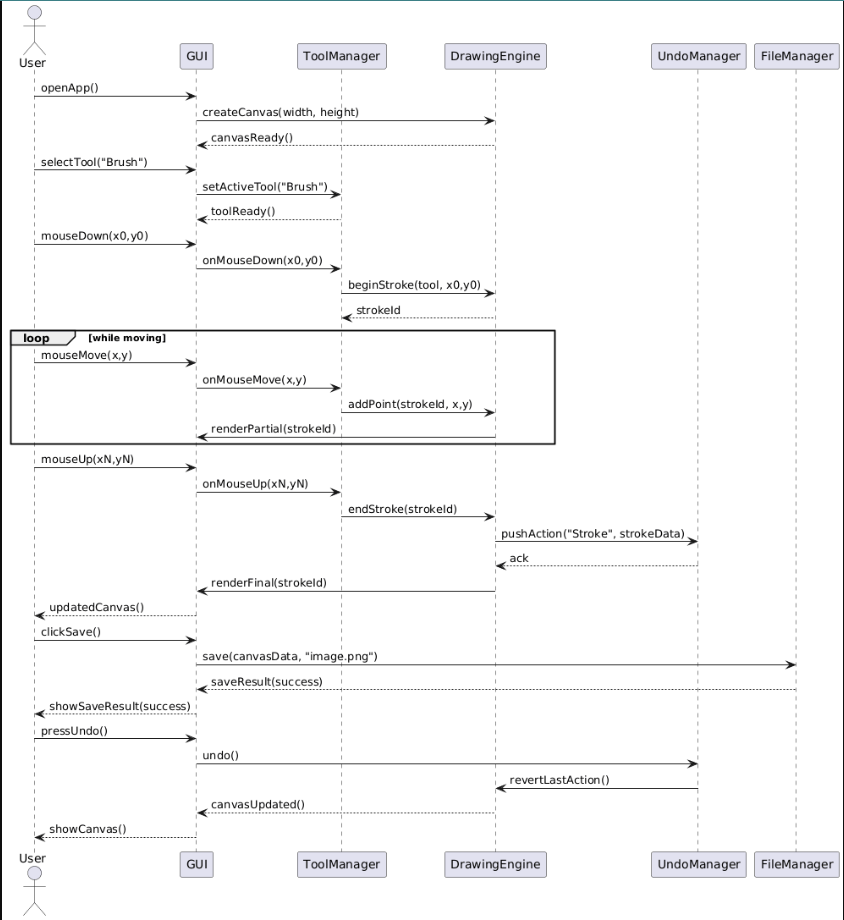 User
GUI
ToolManager
DrawingEngine
UndoManager
FileManager
openApp()
createCanvas(width, height)
canvasReady()
selectTool("Brush")
setActiveTool("Brush")
toolReady()
mouseDown(x0,y0)
onMouseDown(x0,y0)
beginStroke(tool, x0,y0)
strokeId
loop [while moving]
mouseMove(x,y)
onMouseMove(x,y)
addPoint(strokeId, x,y)
renderPartial(strokeId)
mouseUp(xN,yN)
onMouseUp(xN,yN)
endStroke(strokeId)
pushAction("Stroke", strokeData)
ack
renderFinal(strokeId)
updatedCanvas()
clickSave()
save(canvasData, "image.png")
saveResult(success)
showSaveResult(success)
pressUndo()
undo()
revertLastAction()
canvasUpdated()
showCanvas()
User
GUI
ToolManager
DrawingEngine
UndoManager
FileManager